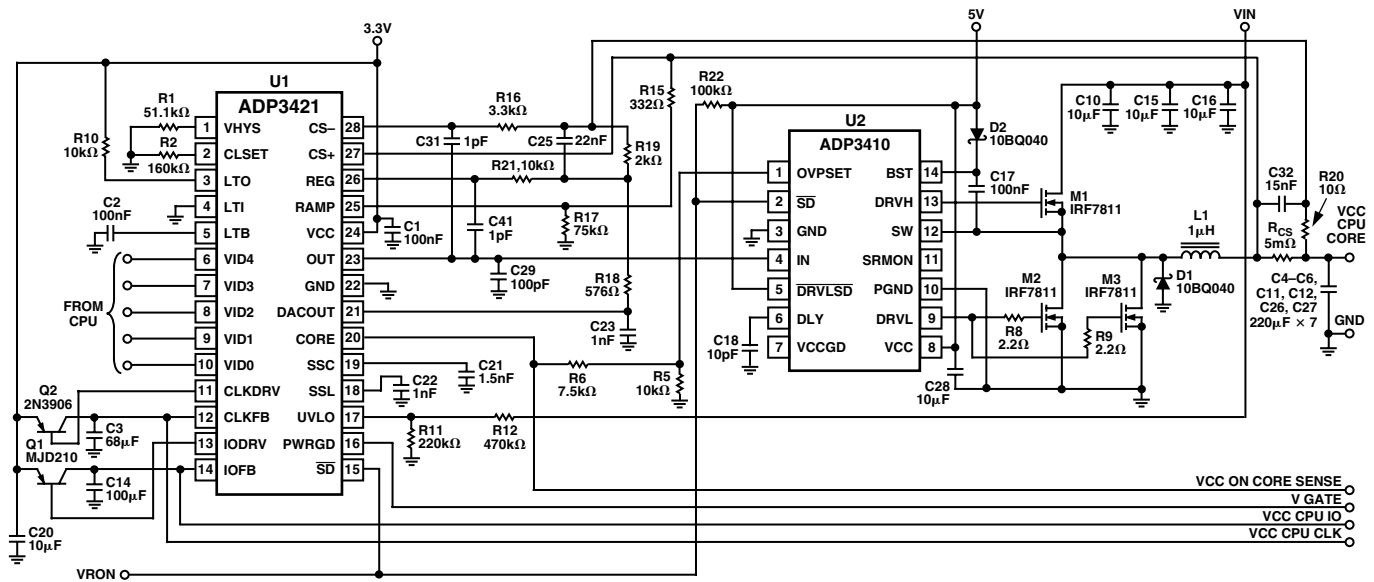 3.3V
5V
VIN
U1
ADP3421
R1
51.1kΩ
R2
160kΩ
R10
10kΩ
C2
100nF
1 VHYS
2 CLSET
3 LTO
4 LTI
5 LTB
6 VID4
7 VID3
8 VID2
9 VID1
10 VID0
11 CLKDRV
12 CLKFB
13 IODRV
14 IOFB
CS– 28
CS+ 27
REG 26
RAMP 25
VCC 24
OUT 23
GND 22
DACOUT 21
CORE 20
SSC 19
SSL 18
UVLO 17
PWRGD 16
SD 15
FROM
CPU
Q2
2N3906
C3
68μF
Q1
MJD210
C14
100μF
C20
10μF
VRON
R16
3.3kΩ
C31
1pF
C25
22nF
R19
2kΩ
R21,10kΩ
R15
332Ω
R17
75kΩ
C1
100nF
C41
1pF
C29
100pF
R18
576Ω
C23
1nF
C21
1.5nF
C22
1nF
R6
7.5kΩ
R5
10kΩ
R11
220kΩ
R12
470kΩ
R22
100kΩ
U2
ADP3410
1 OVPSET
2 SD
3 GND
4 IN
5 DRVLSD
6 DLY
7 VCCGD
BST 14
DRVH 13
SW 12
SRMON 11
PGND 10
DRVL 9
VCC 8
C18
10pF
C28
10μF
D2
10BQ040
C17
100nF
C10
10μF
C15
10μF
C16
10μF
M1
IRF7811
M2
IRF7811
M3
IRF7811
R8
2.2Ω
R9
2.2Ω
D1
10BQ040
L1
1μH
C32
15nF
R20
10Ω
RCS
5mΩ
VCC
CPU
CORE
C4–C6,
C11, C12,
C26, C27
220μF × 7
GND
VCC ON CORE SENSE
V GATE
VCC CPU IO
VCC CPU CLK